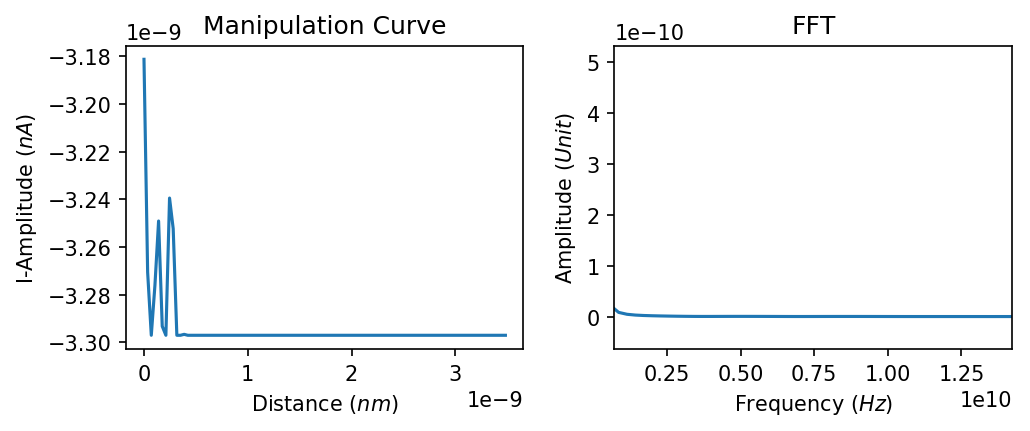 Manipulation Curve
1e−9
−3.18
−3.20
−3.22
−3.24
−3.26
−3.28
−3.30
I-Amplitude (nA)
0 1 2 3
Distance (nm)
1e−9
FFT
1e−10
5
4
3
2
1
0
Amplitude (Unit)
0.25 0.50 0.75 1.00 1.25
Frequency (Hz)
1e10